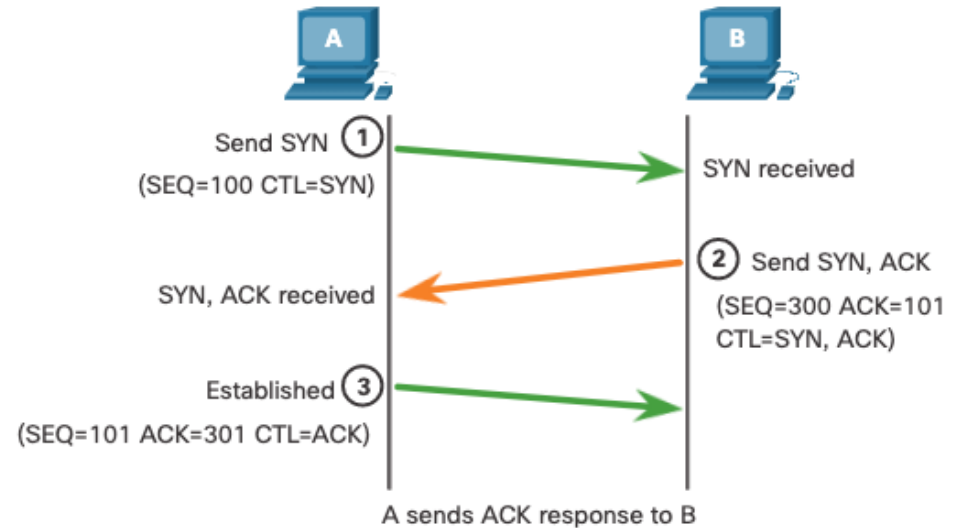 A
B
Send SYN 1
(SEQ=100 CTL=SYN)
SYN received
2 Send SYN, ACK
(SEQ=300 ACK=101
CTL=SYN, ACK)
SYN, ACK received
Established 3
(SEQ=101 ACK=301 CTL=ACK)
A sends ACK response to B